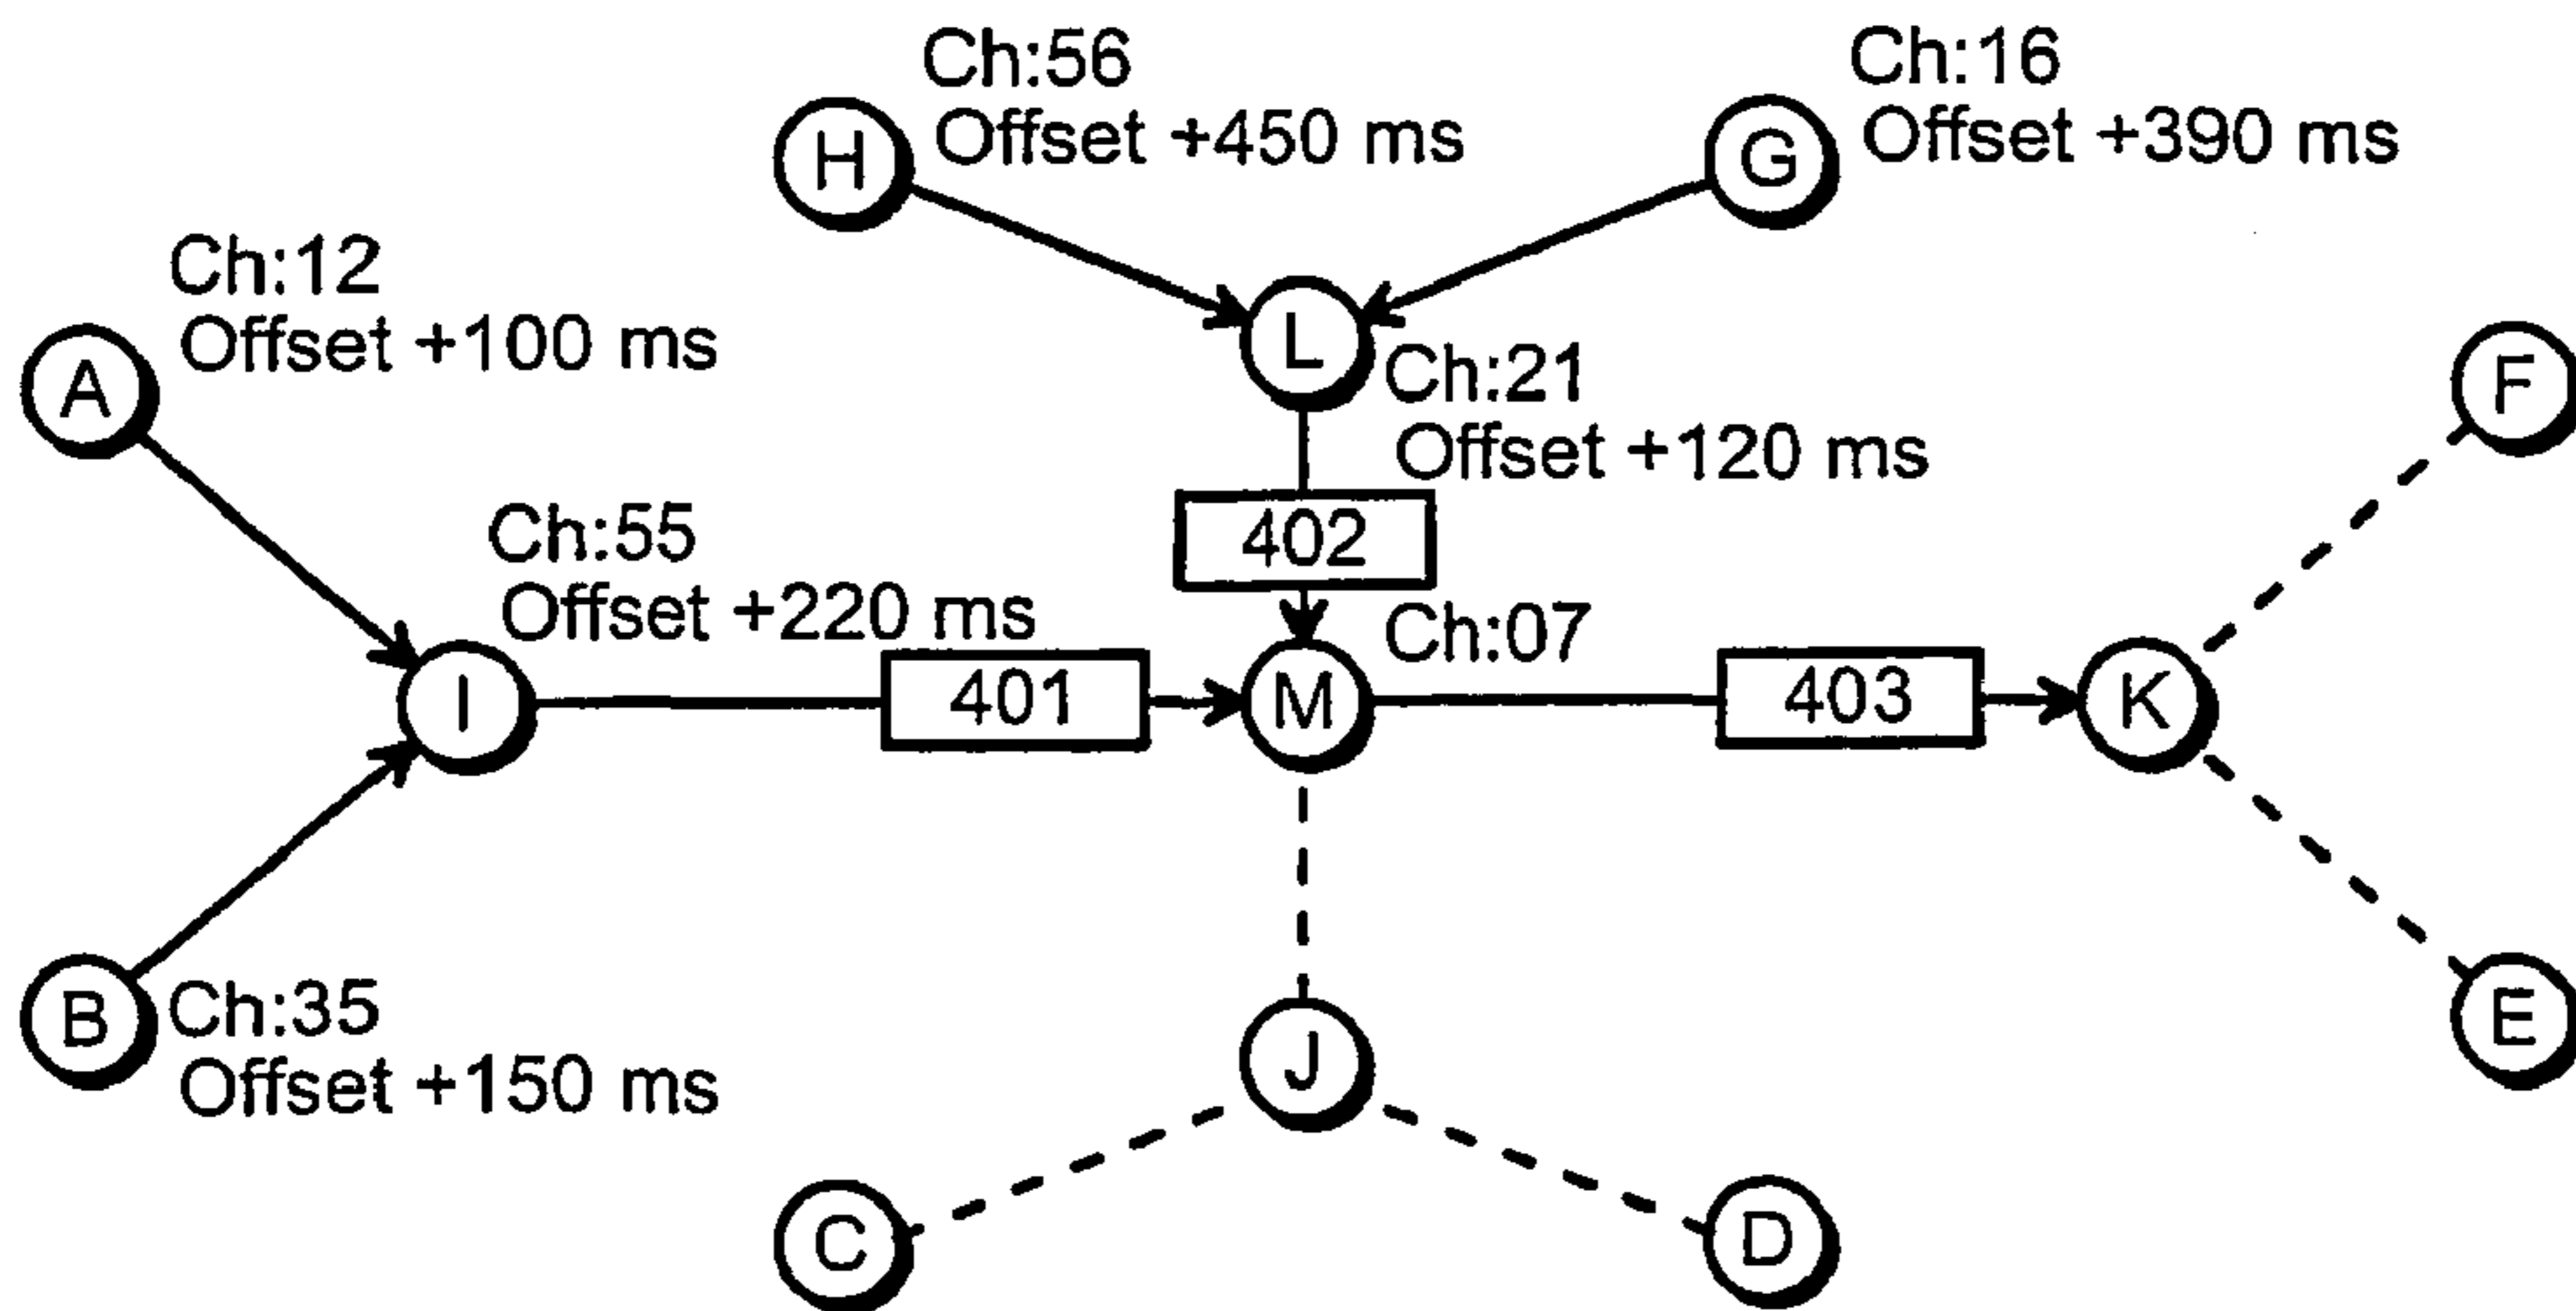 Ch:56
Offset +450 ms
Ch:16
Offset +390 ms
H
G
Ch:12
Offset +100 ms
A
L
Ch:21
Offset +120 ms
F
Ch:55
Offset +220 ms
402
Ch:07
I
401
M
403
K
B
Ch:35
Offset +150 ms
J
E
C
D